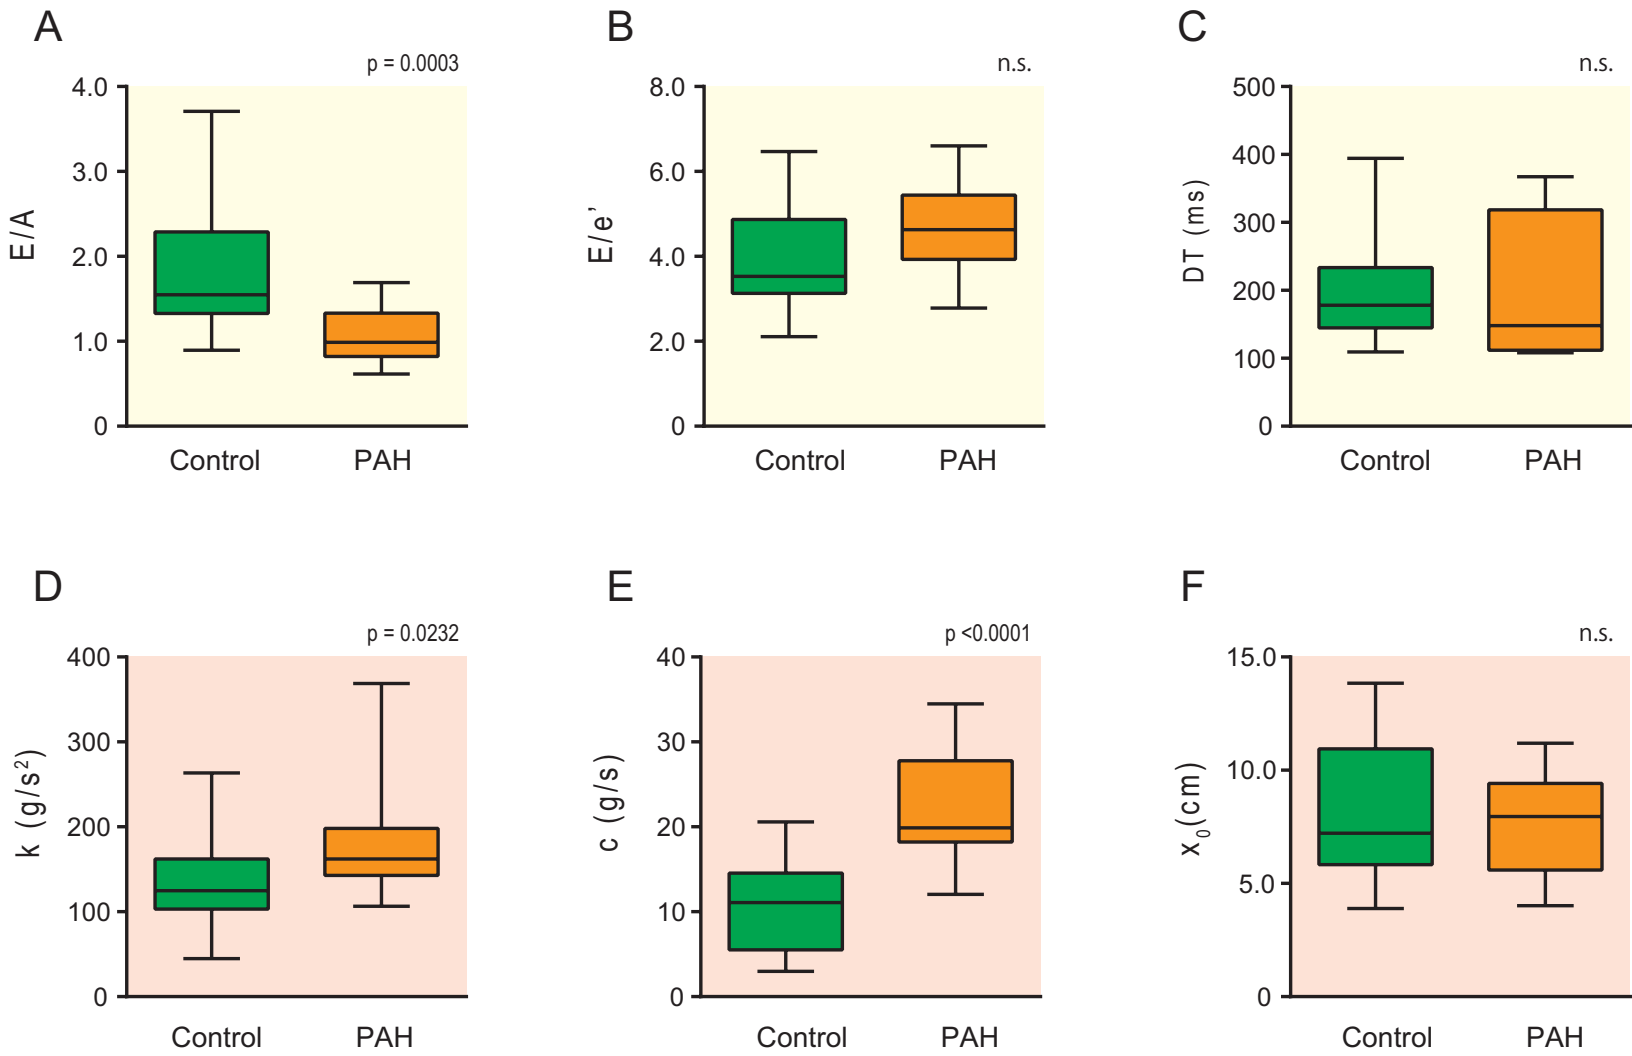 A
p = 0.0003
4.0
3.0
2.0
1.0
0
E/A
Control PAH
B
n.s.
8.0
6.0
4.0
2.0
0
E/e’
Control PAH
C
n.s.
500
400
300
200
100
0
DT (ms)
Control PAH
D
p = 0.0232
400
300
200
100
0
k (g/s²)
Control PAH
E
p <0.0001
40
30
20
10
0
c (g/s)
Control PAH
F
n.s.
15.0
10.0
5.0
0
x₀(cm)
Control PAH